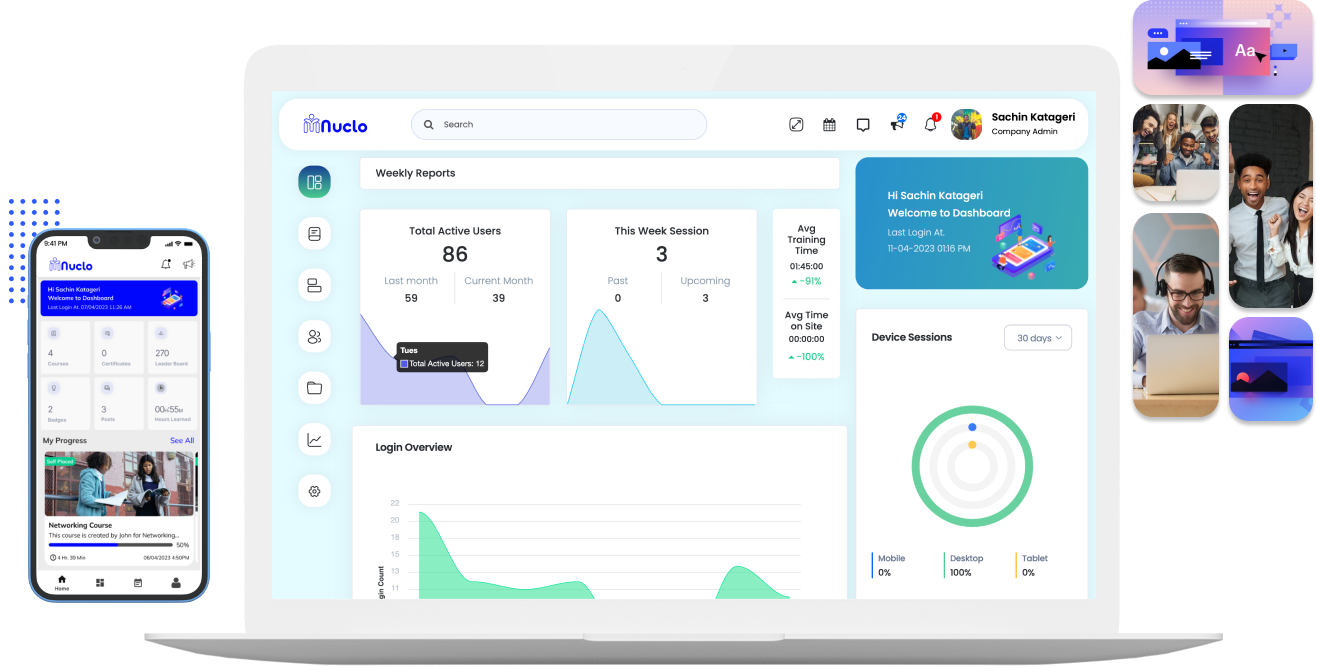 Aa
Nuclo
Search
24
1
Sachin Katageri
Company Admin
Weekly Reports
Total Active Users
86
Last month
Current Month
59
39
Tues
Total Active Users: 12
This Week Session
3
Past
Upcoming
0
3
Avg
Training
Time
01:45:00
-91%
Avg Time
on Site
00:00:00
-100%
Hi Sachin Katageri
Welcome to Dashboard
Last Login At.
11-04-2023 01:16 PM
Device Sessions
30 days
Mobile
Desktop
Tablet
0%
100%
0%
Login Overview
22
20
18
15
13
11
gin Count
9:41 PM
Nuclo
Hi Sachin Katageri
Welcome to Dashboard
Last Login At. 07/04/2023 11:26 AM
4
0
270
Courses
Certificates
Leader Board
2
3
00H:55M
Badges
Posts
Hours Learned
My Progress
See All
Self Placed
Networking Course
This course is created by John for Networking...
50%
4 Hr. 39 Min
06/04/2023 4:50PM
Home